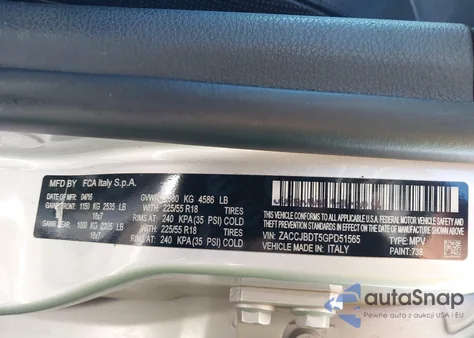 MFD BY FCA Italy S.p.A.
DATE OF MFR. 04/16 GVWR KG 4586 LB
GAWR FRONT: 1150 KG 2535 LB WITH 225/55 R18 TIRES
18x7 RIMS AT 240 KPA (35 PSI) COLD
GAWR REAR 1000 KG 2205 LB WITH 225/55 R18 TIRES
18x7 RIMS AT 240 KPA (35 PSI) COLD
THIS VEHICLE CONFORMS TO ALL APPLICABLE
FEDERAL MOTOR VEHICLE SAFETY, BUMPER, AND
THEFT PREVENTION STANDARDS IN EFFECT ON THE
DATE OF MANUFACTURE SHOWN ABOVE.
VIN: ZACCJBDT5GPD51565 TYPE: MPV
VEHICLE MADE IN: ITALY PAINT: 738
autoSnap
Pewne auta z aukcji USA i EU